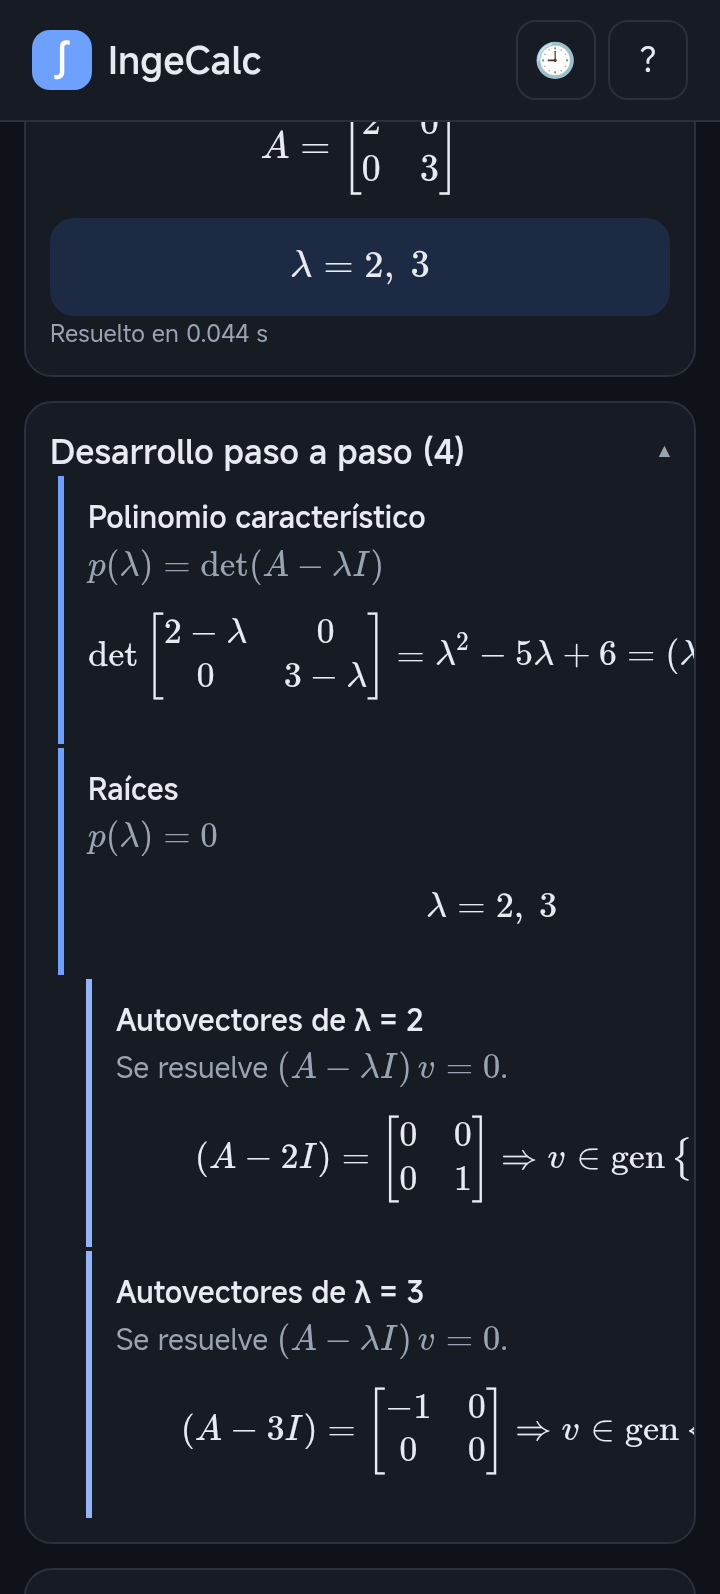 ∫ IngeCalc ?
A = [2 0
0 3]
λ = 2, 3
Resuelto en 0.044 s
Desarrollo paso a paso (4) ▲
Polinomio característico
p(λ) = det(A − λI)
det [2 − λ 0
0 3 − λ] = λ² − 5λ + 6 = (λ
Raíces
p(λ) = 0
λ = 2, 3
Autovectores de λ = 2
Se resuelve (A − λI) v = 0.
(A − 2I) = [0 0
0 1] ⇒ v ∈ gen {
Autovectores de λ = 3
Se resuelve (A − λI) v = 0.
(A − 3I) = [−1 0
0 0] ⇒ v ∈ gen